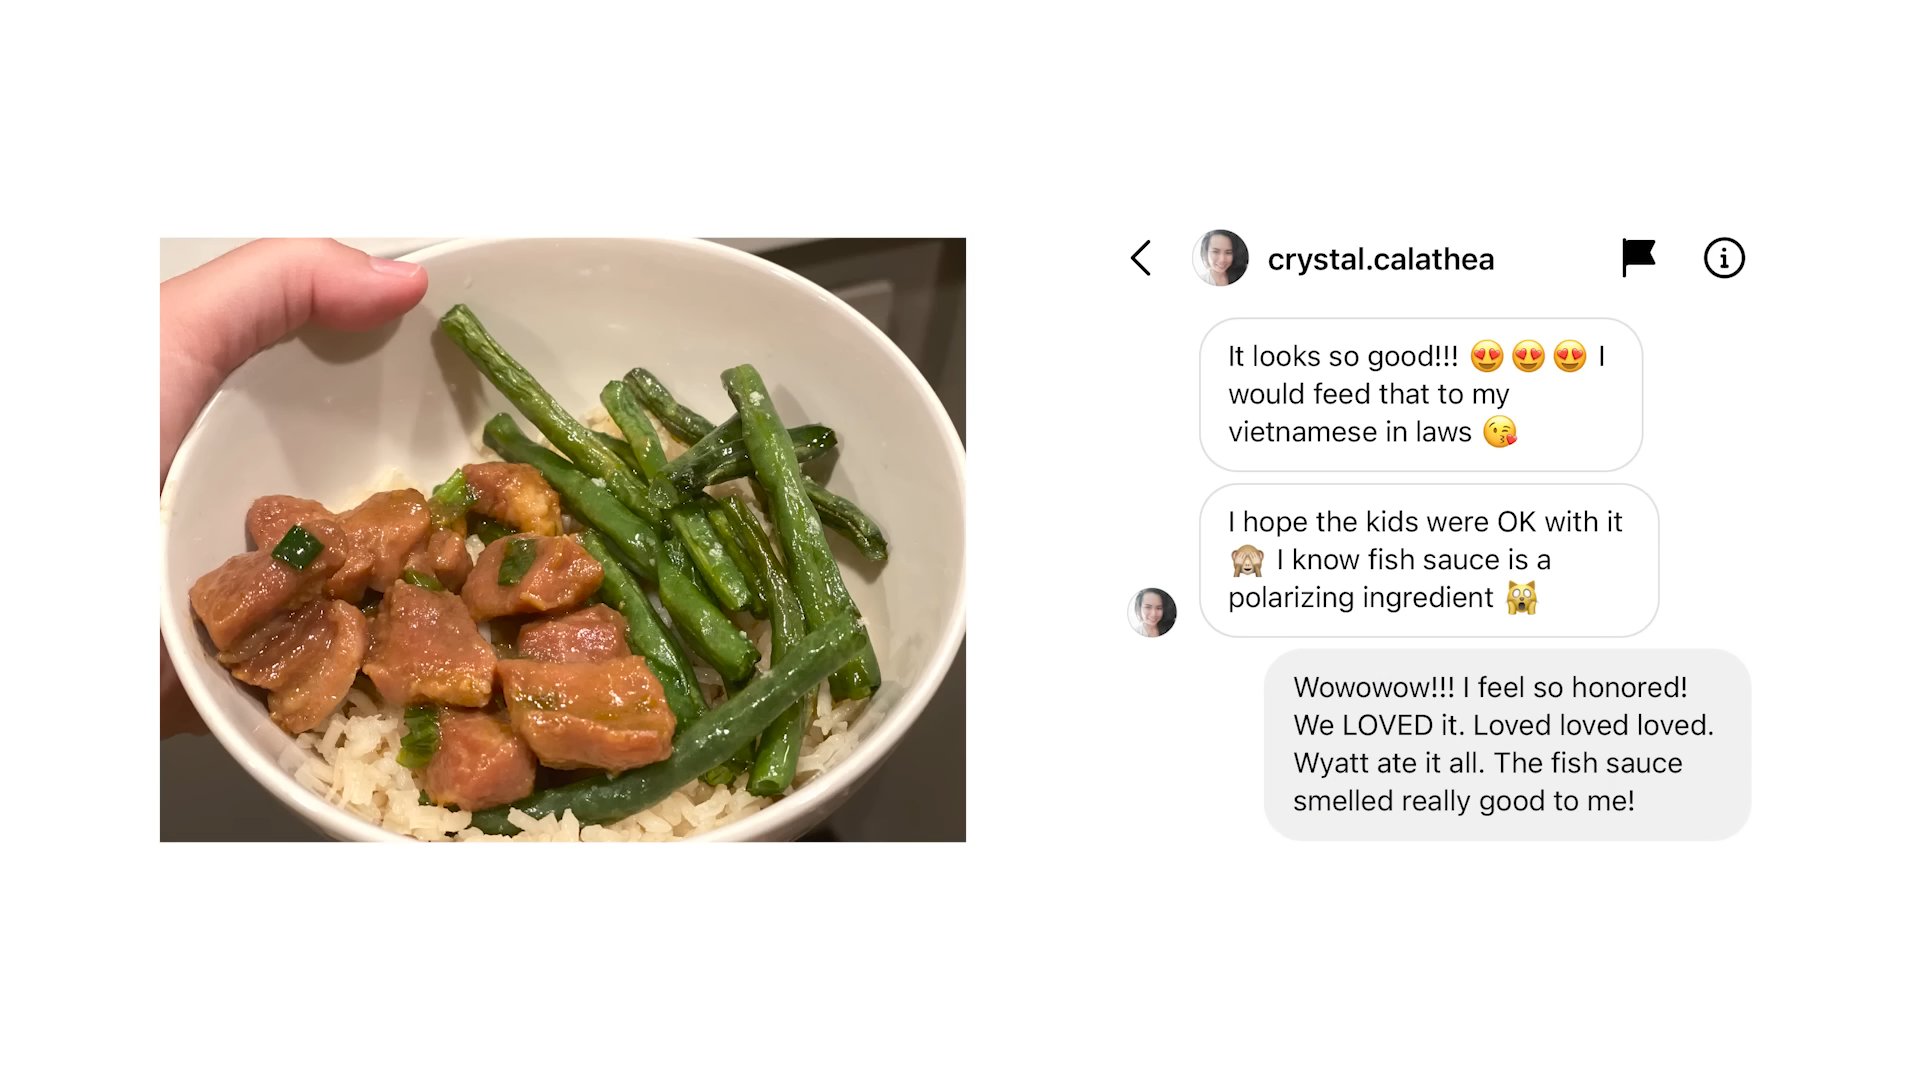 crystal.calathea
It looks so good!!! 😍 😍 😍 I
would feed that to my
vietnamese in laws 😘
I hope the kids were OK with it
🙈 I know fish sauce is a
polarizing ingredient 🙀
Wowowow!!! I feel so honored!
We LOVED it. Loved loved loved.
Wyatt ate it all. The fish sauce
smelled really good to me!